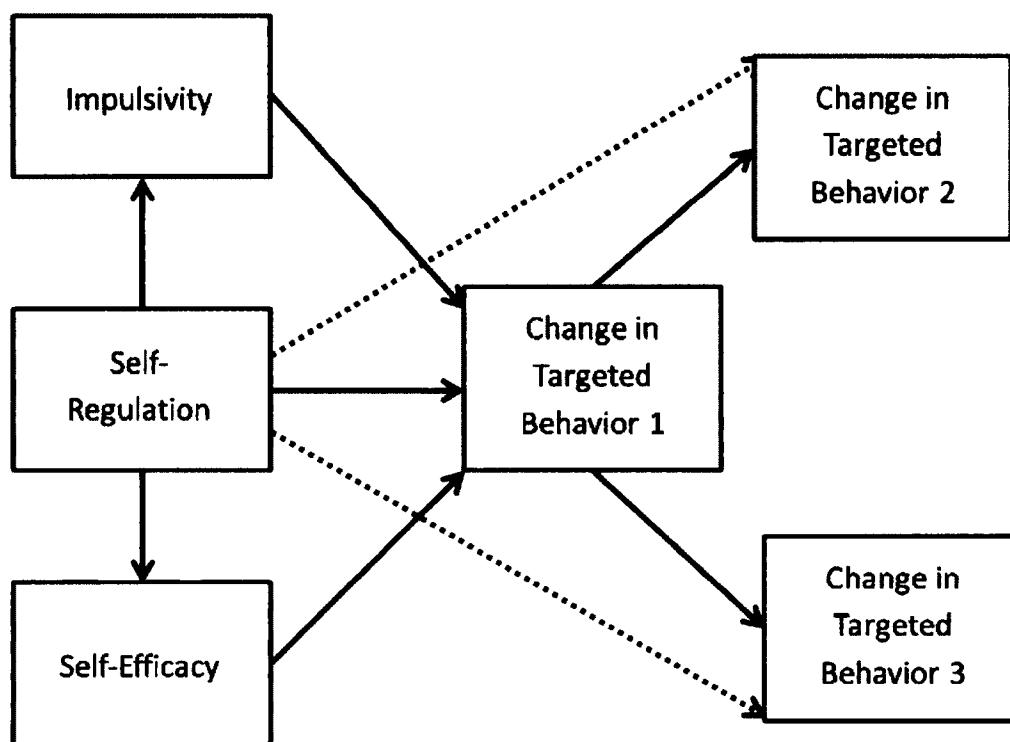 Impulsivity
Change in
Targeted
Behavior 2
Self-
Regulation
Change in
Targeted
Behavior 1
Self-Efficacy
Change in
Targeted
Behavior 3